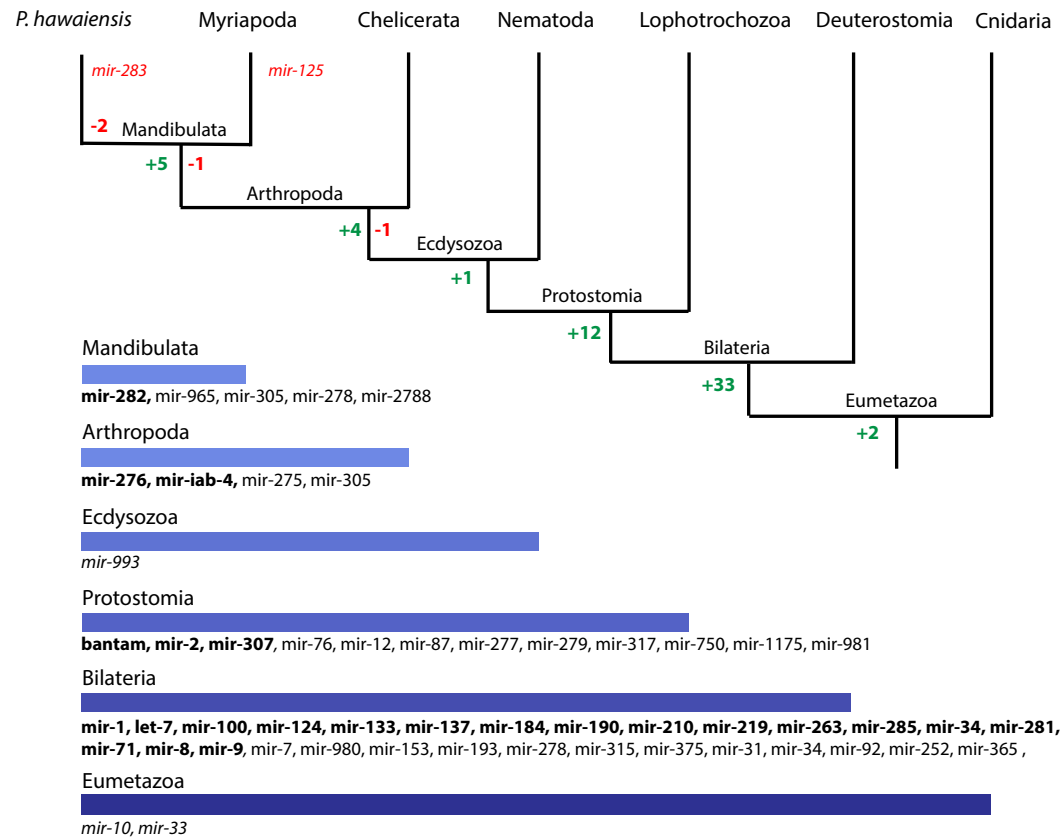 P. hawaiensis Myriapoda Chelicerata Nematoda Lophotrochozoa Deuterostomia Cnidaria
mir-283 mir-125
-2 Mandibulata
+5 -1
Arthropoda
+4 -1
Ecdysozoa
+1
Protostomia
+12
Bilateria
+33
Eumetazoa
+2
Mandibulata
mir-282, mir-965, mir-305, mir-278, mir-2788
Arthropoda
mir-276, mir-iab-4, mir-275, mir-305
Ecdysozoa
mir-993
Protostomia
bantam, mir-2, mir-307, mir-76, mir-12, mir-87, mir-277, mir-279, mir-317, mir-750, mir-1175, mir-981
Bilateria
mir-1, let-7, mir-100, mir-124, mir-133, mir-137, mir-184, mir-190, mir-210, mir-219, mir-263, mir-285, mir-34, mir-281,
mir-71, mir-8, mir-9, mir-7, mir-980, mir-153, mir-193, mir-278, mir-315, mir-375, mir-31, mir-34, mir-92, mir-252, mir-365 ,
Eumetazoa
mir-10, mir-33